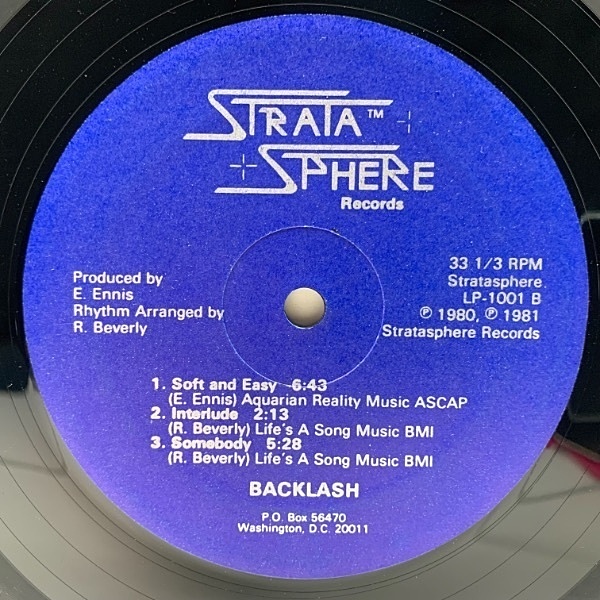 STRATA™
SPHERE
Records
Produced by
E. Ennis
Rhythm Arranged by
R. Beverly
33 1/3 RPM
Stratasphere
LP-1001 B
℗ 1980, ℗ 1981
Stratasphere Records
1. Soft and Easy 6:43
(E. Ennis) Aquarian Reality Music ASCAP
2. Interlude 2:13
(R. Beverly) Life's A Song Music BMI
3. Somebody 5:28
(R. Beverly) Life's A Song Music BMI
BACKLASH
P.O. Box 56470
Washington, D.C. 20011